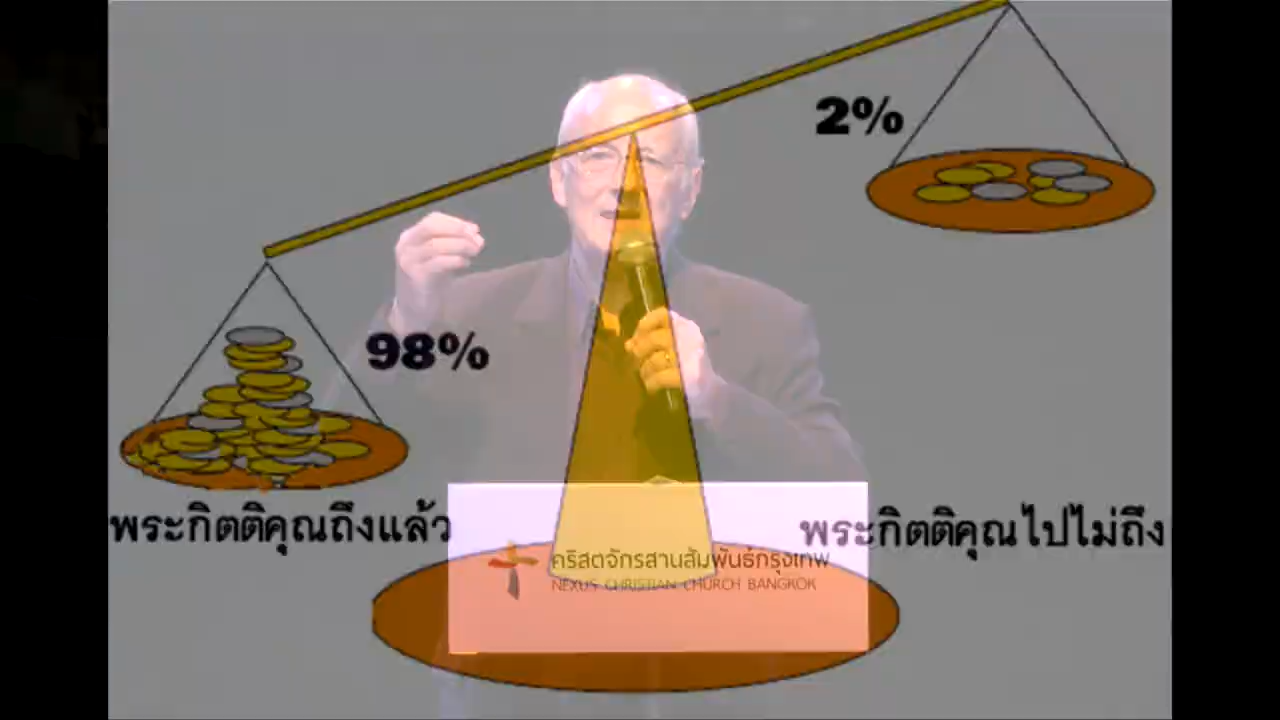 2%
98%
พระกิตติคุณถึงแล้ว
พระกิตติคุณไปไม่ถึง
คริสตจักรสานสัมพันธ์กรุงเทพ
NEXUS CHRISTIAN CHURCH BANGKOK